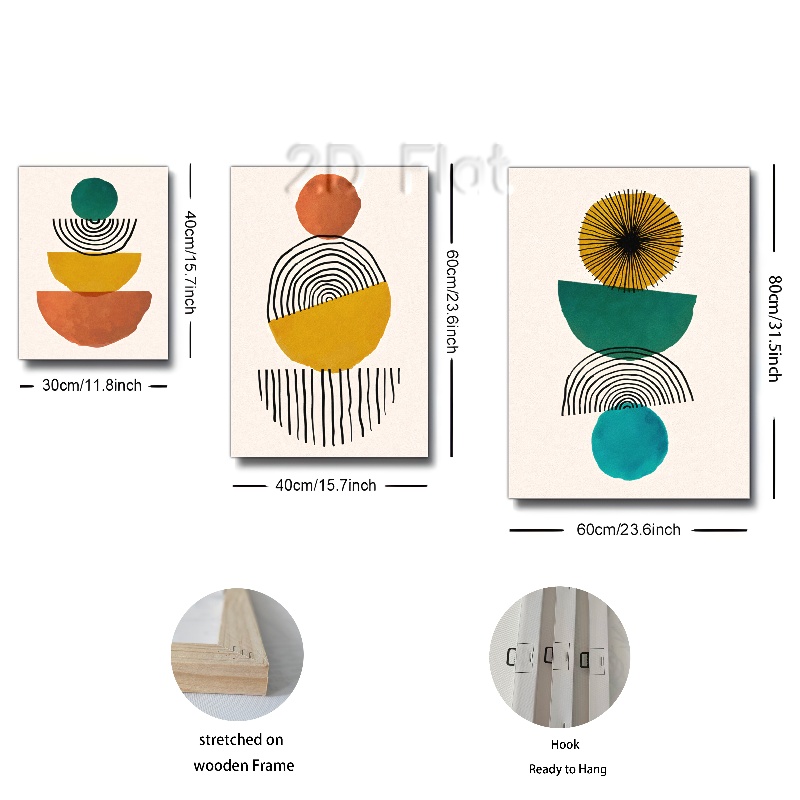 2D Flat
40cm/15.7inch
30cm/11.8inch
60cm/23.6inch
40cm/15.7inch
80cm/31.5inch
60cm/23.6inch
stretched on
wooden Frame
Hook
Ready to Hang